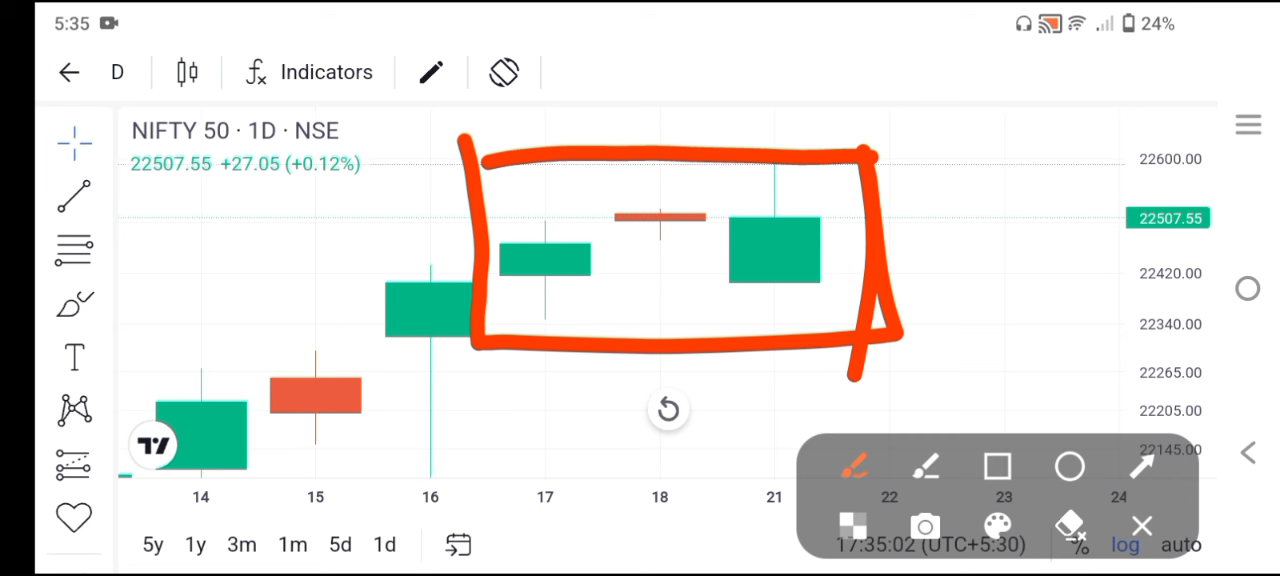 5:35 24%
D Indicators
NIFTY 50 · 1D · NSE
22507.55 +27.05 (+0.12%)
22600.00
22507.55
22420.00
22340.00
22265.00
22205.00
22145.00
14 15 16 17 18 21 22 23 24
5y 1y 3m 1m 5d 1d 17:35:02 (UTC+5:30) % log auto